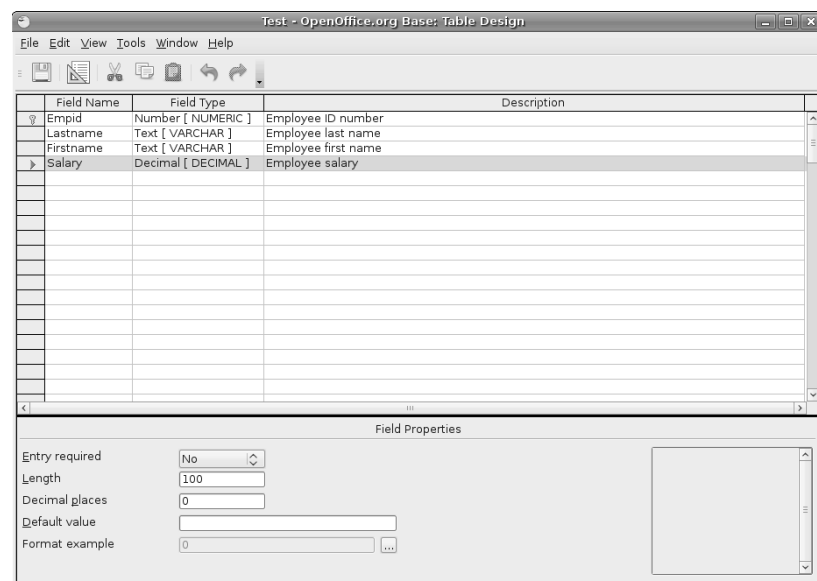 Test - OpenOffice.org Base: Table Design
File Edit View Tools Window Help
Field Name Field Type Description
Empid Number [ NUMERIC ] Employee ID number
Lastname Text [ VARCHAR ] Employee last name
Firstname Text [ VARCHAR ] Employee first name
Salary Decimal [ DECIMAL ] Employee salary
Field Properties
Entry required No
Length 100
Decimal places 0
Default value
Format example 0 ...